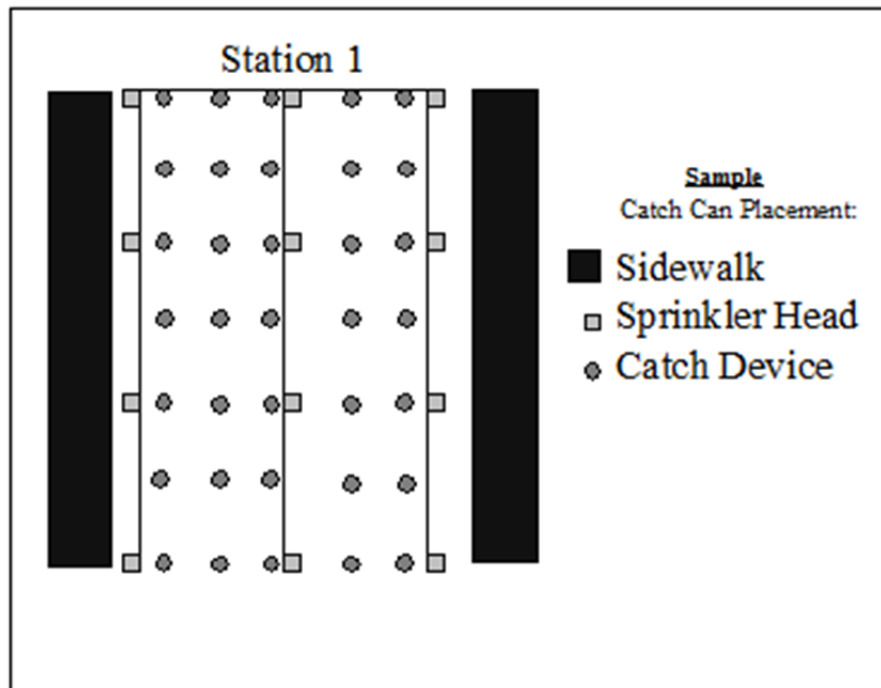 Station 1
Sample
Catch Can Placement:
Sidewalk
Sprinkler Head
Catch Device